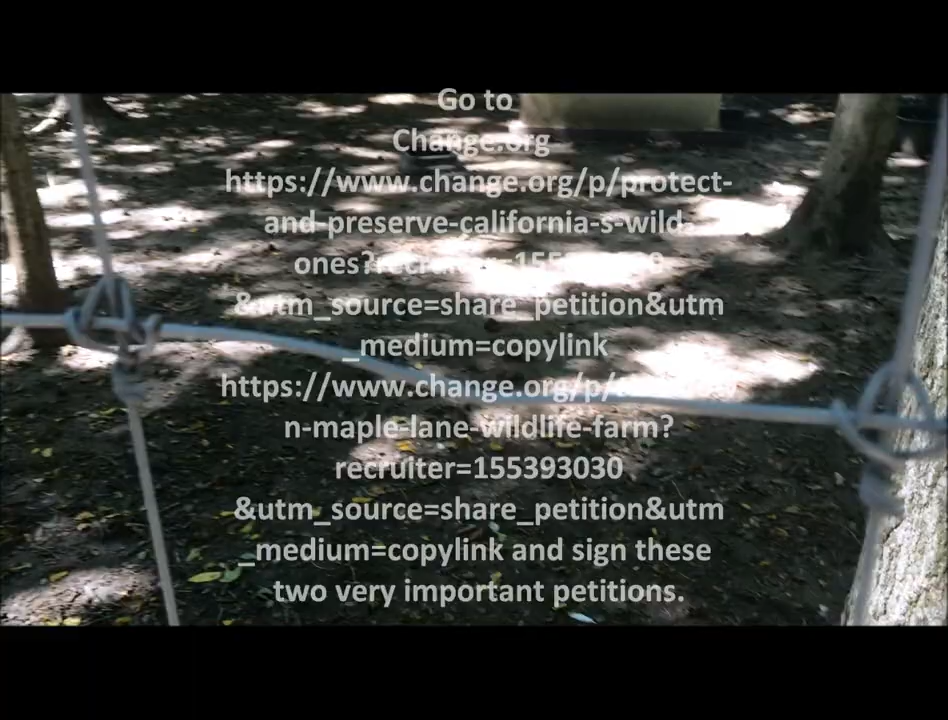 Go to
Change.org
https://www.change.org/p/protect-
and-preserve-california-s-wild-
ones?recruiter=155393030
&utm_source=share_petition&utm
_medium=copylink
https://www.change.org/p/
n-maple-lane-wildlife-farm?
recruiter=155393030
&utm_source=share_petition&utm
_medium=copylink and sign these
two very important petitions.